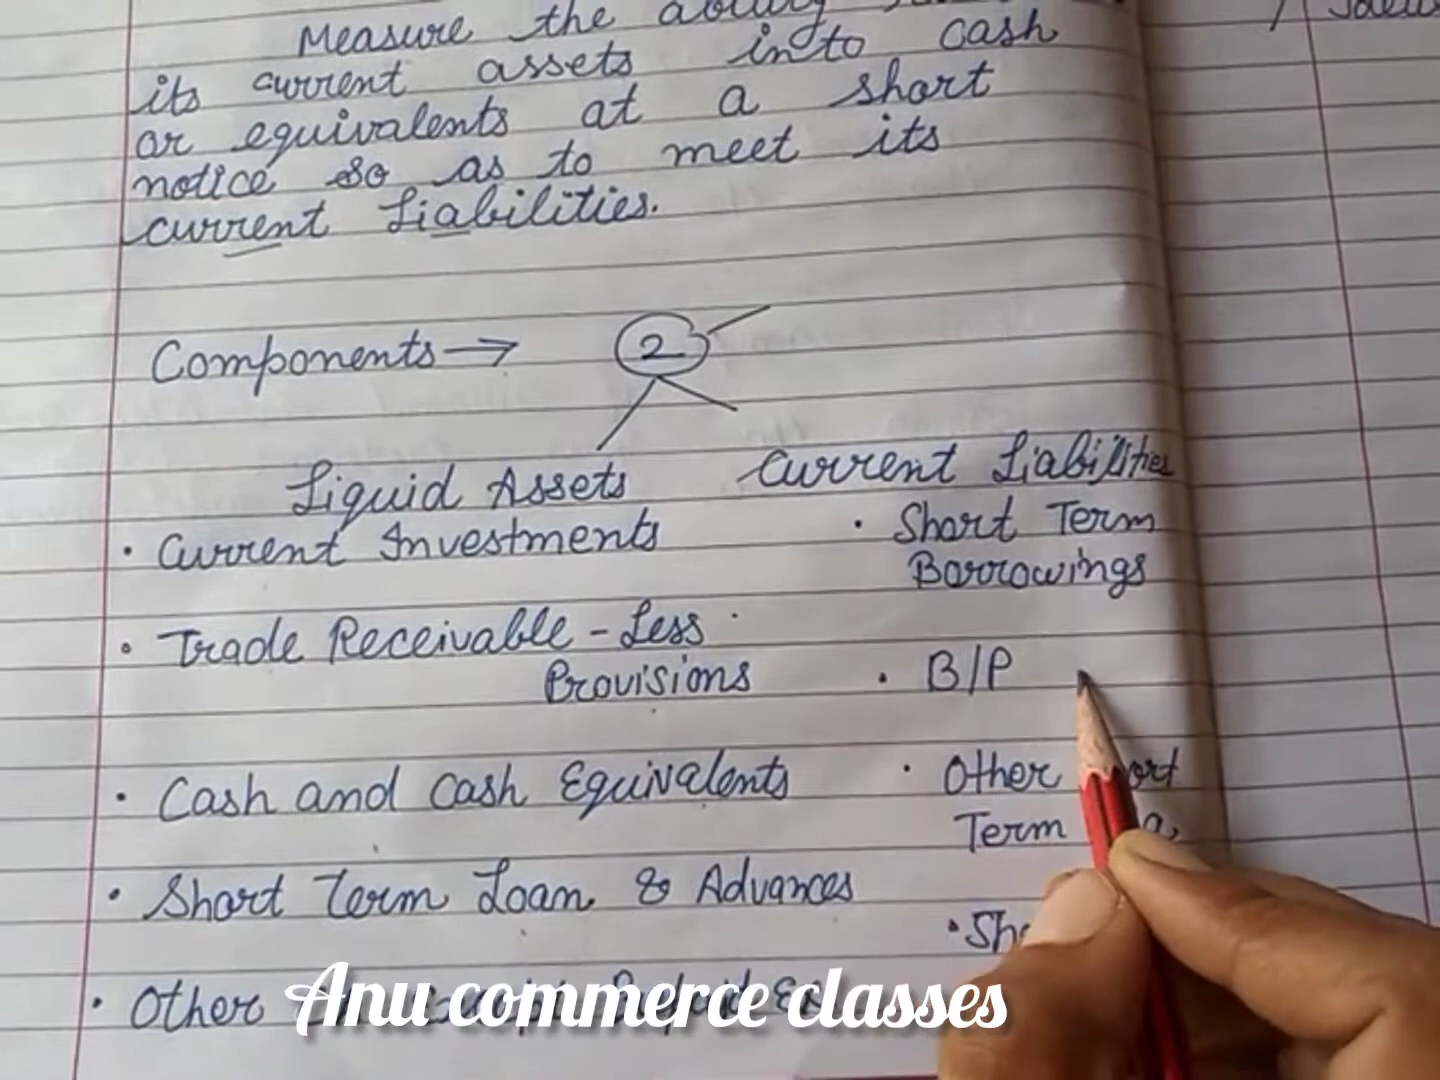 Measure the ability
its current assets into cash
or equivalents at a short
notice so as to meet its
current Liabilities.
Components → 2
Liquid Assets Current Liabilities
• Current Investments • Short Term
Borrowings
• Trade Receivable - Less
Provisions • B/P
• Cash and Cash Equivalents • Other
Term
• Short Term Loan & Advances
• Other
Anu commerce classes